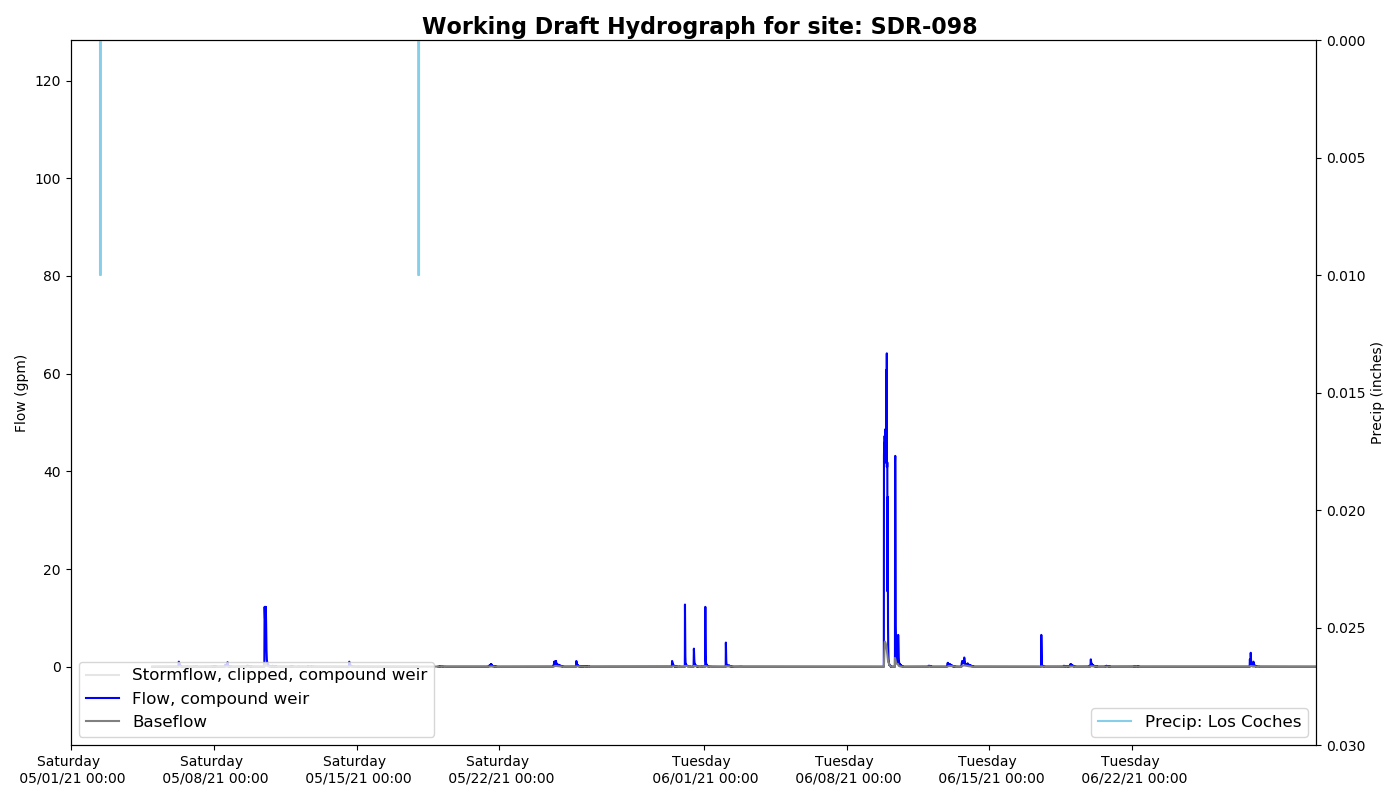 Working Draft Hydrograph for site: SDR-098
Flow (gpm)
120
100
80
60
40
20
0
0.000
0.005
0.010
0.015
0.020
0.025
0.030
Precip (inches)
Stormflow, clipped, compound weir
Flow, compound weir
Baseflow
Precip: Los Coches
Saturday
05/01/21 00:00
Saturday
05/08/21 00:00
Saturday
05/15/21 00:00
Saturday
05/22/21 00:00
Tuesday
06/01/21 00:00
Tuesday
06/08/21 00:00
Tuesday
06/15/21 00:00
Tuesday
06/22/21 00:00